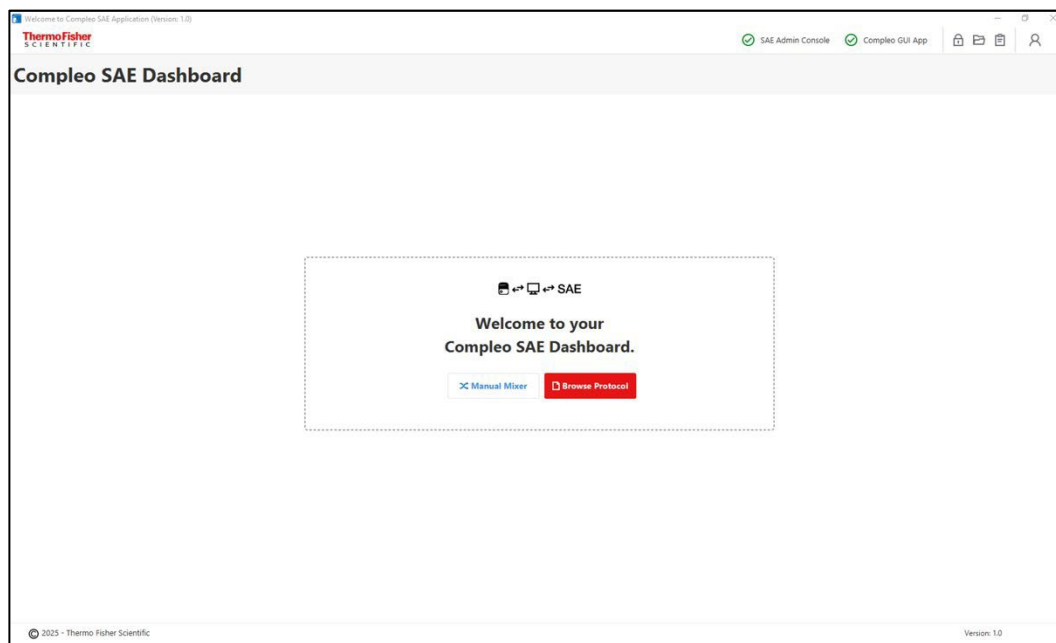 Welcome to Compleo SAE Application (Version: 1.0)
ThermoFisher
SCIENTIFIC
SAE Admin Console
Compleo GUI App
Compleo SAE Dashboard
SAE
Welcome to your
Compleo SAE Dashboard.
Manual Mixer
Browse Protocol
© 2025 - Thermo Fisher Scientific
Version: 1.0